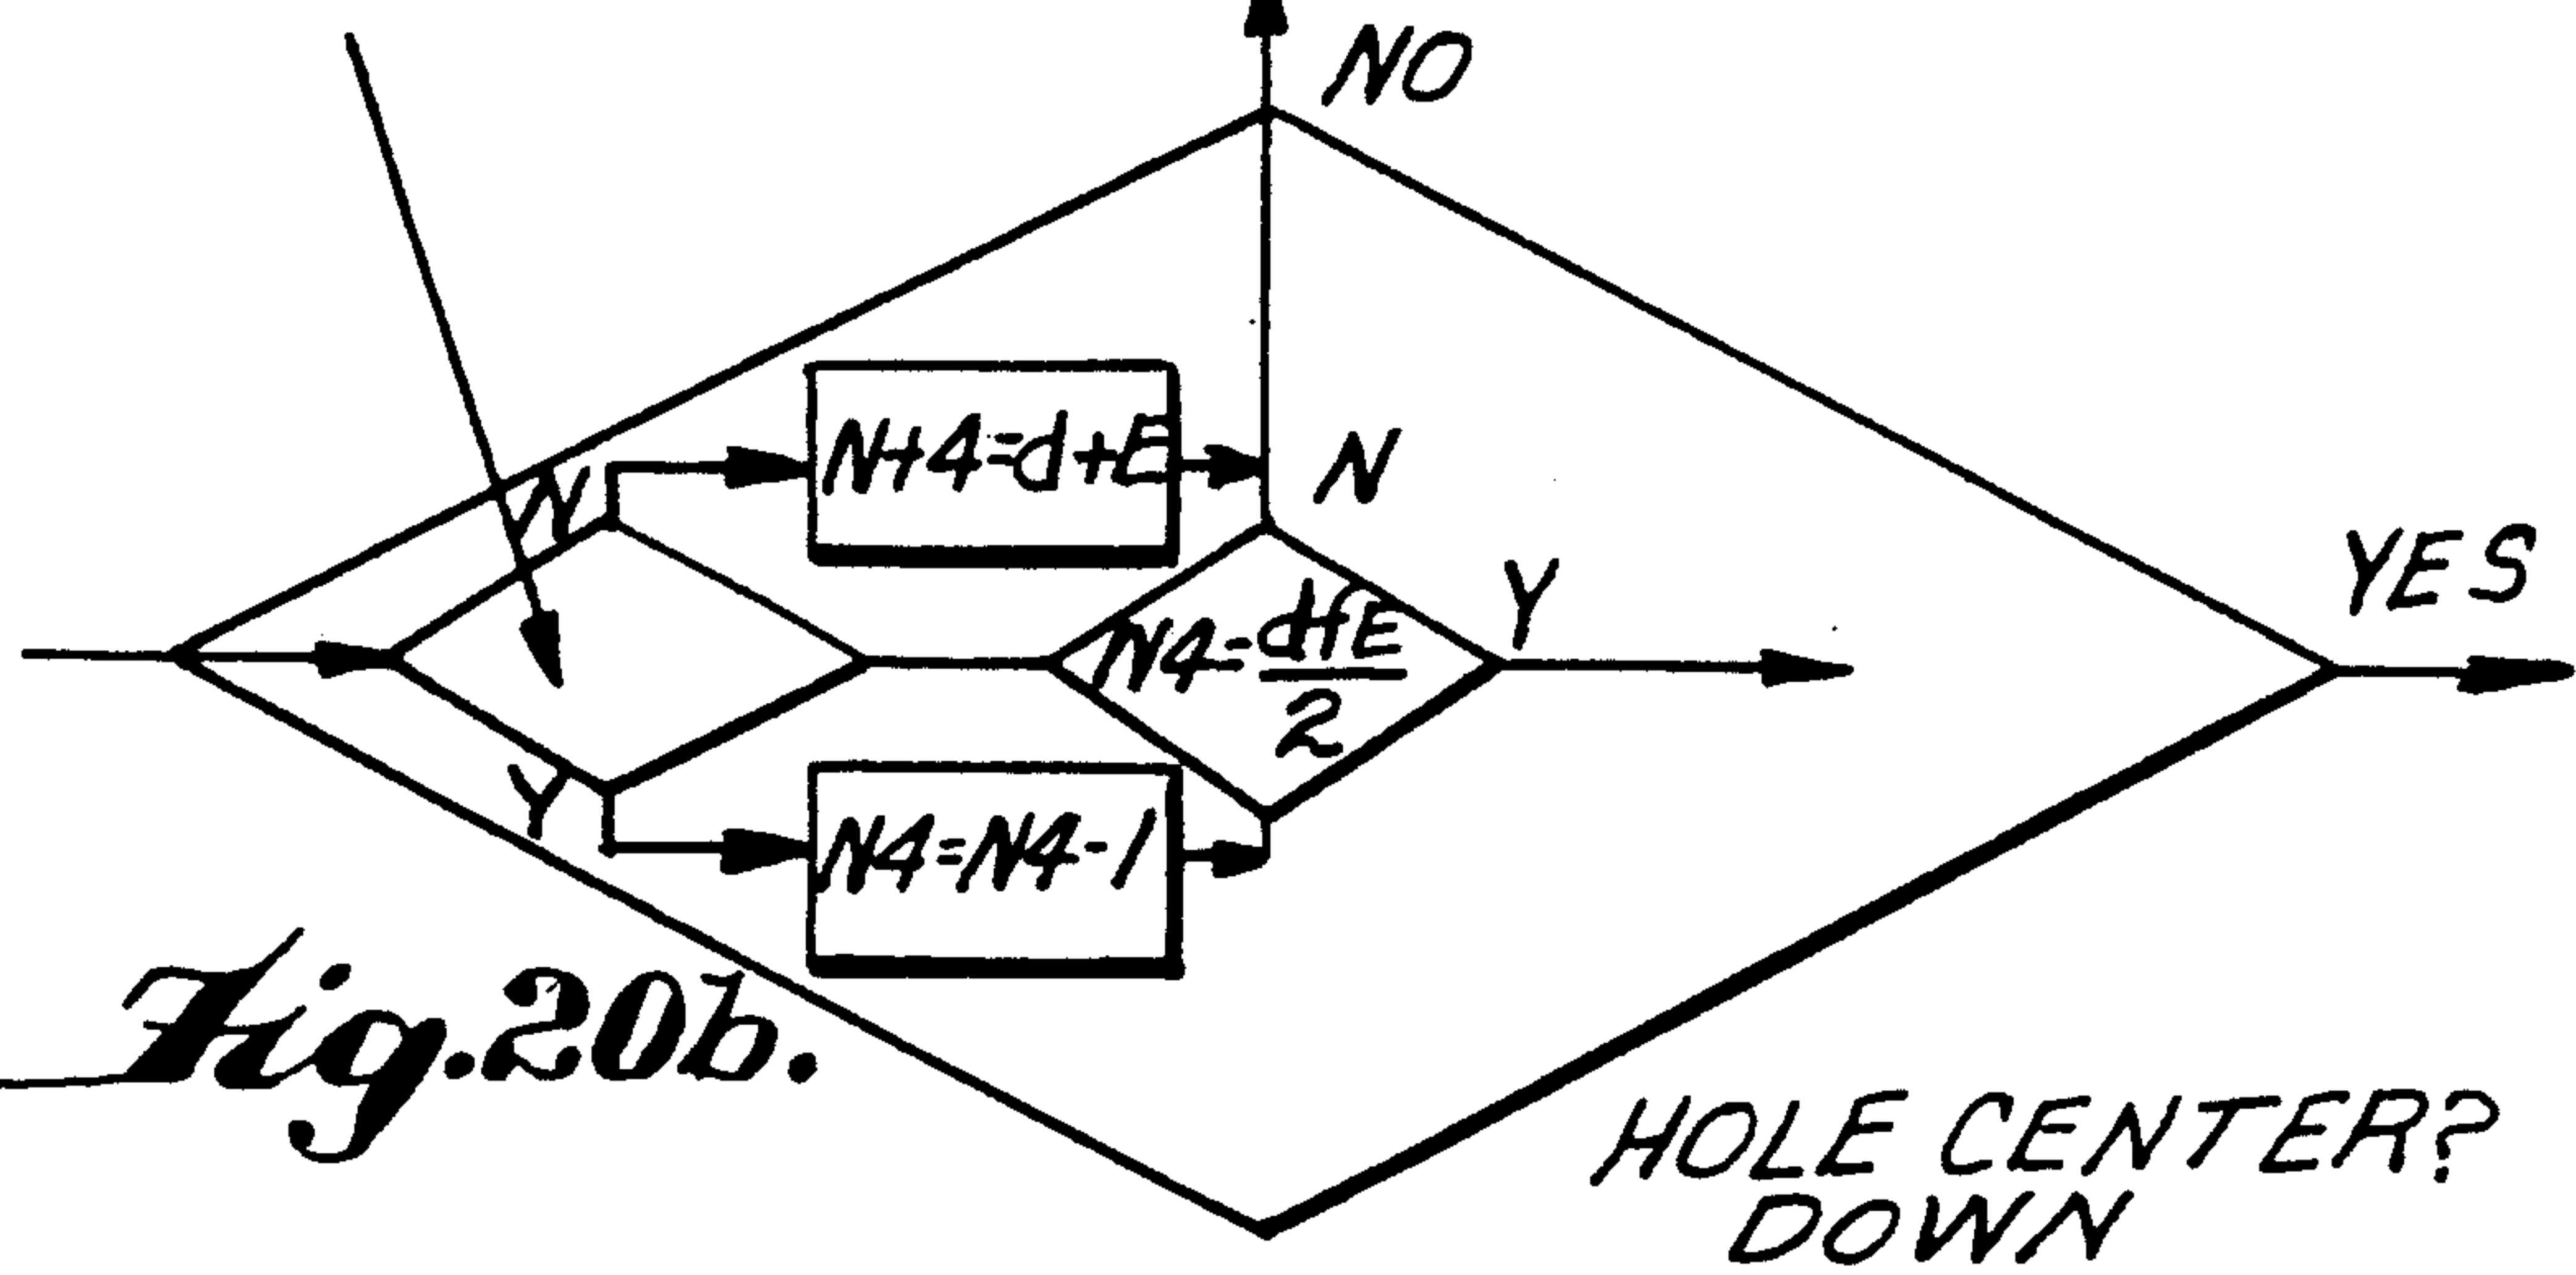 NO
N
N+4=d+E
N
YES
Y
N4=d+E/2
Y
N4=N4-1
Fig.20b.
HOLE CENTER?
DOWN